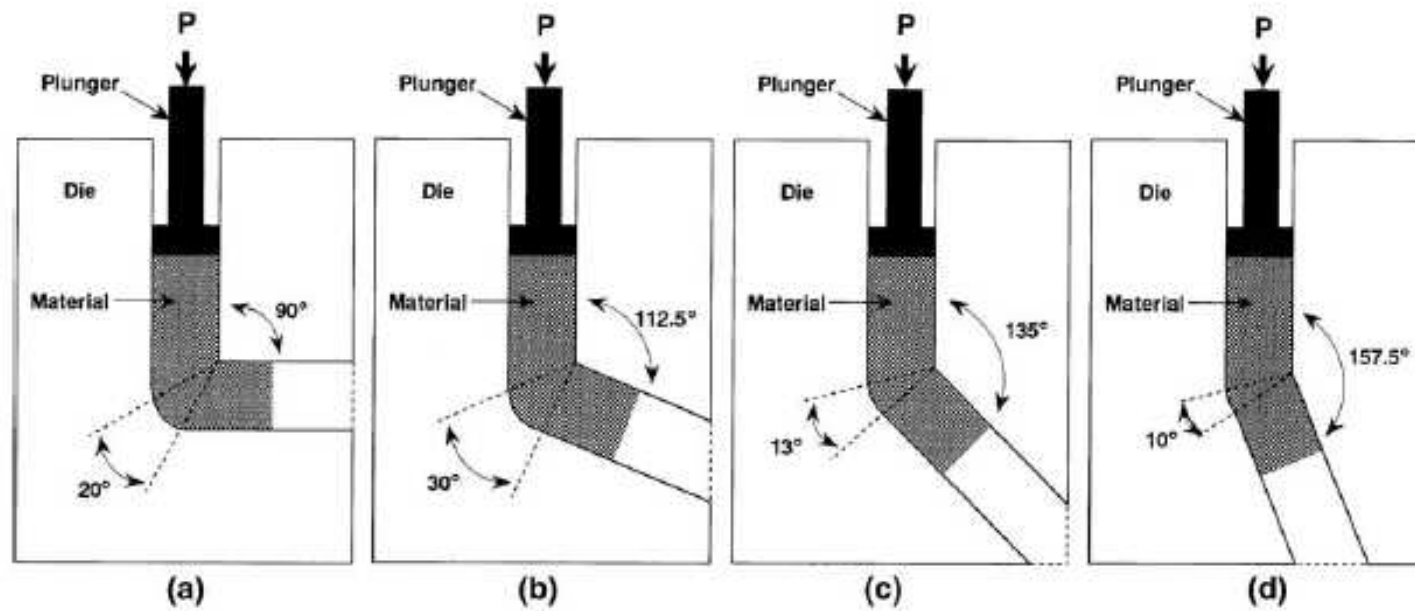 P
Plunger
Die
Material
90°
20°
(a)
P
Plunger
Die
Material
112.5°
30°
(b)
P
Plunger
Die
Material
135°
13°
(c)
P
Plunger
Die
Material
157.5°
10°
(d)